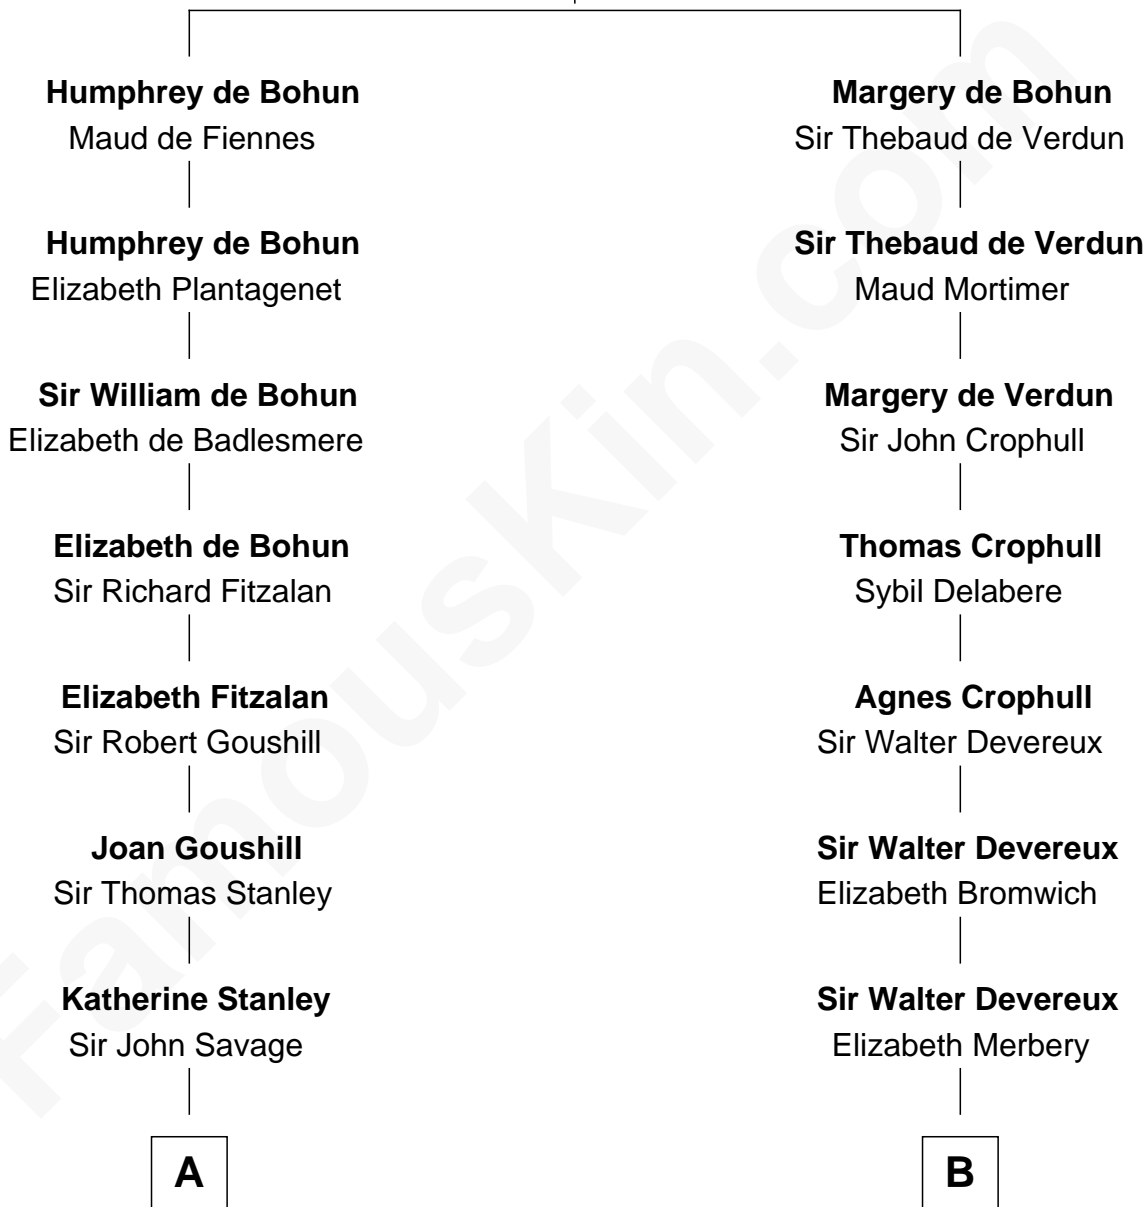 Humphrey de Bohun
Maud de Fiennes
Humphrey de Bohun
Elizabeth Plantagenet
Sir William de Bohun
Elizabeth de Badlesmere
Elizabeth de Bohun
Sir Richard Fitzalan
Elizabeth Fitzalan
Sir Robert Goushill
Joan Goushill
Sir Thomas Stanley
Katherine Stanley
Sir John Savage
A
Margery de Bohun
Sir Thebaud de Verdun
Sir Thebaud de Verdun
Maud Mortimer
Margery de Verdun
Sir John Crophull
Thomas Crophull
Sybil Delabere
Agnes Crophull
Sir Walter Devereux
Sir Walter Devereux
Elizabeth Bromwich
Sir Walter Devereux
Elizabeth Merbery
B
FamousKin.com